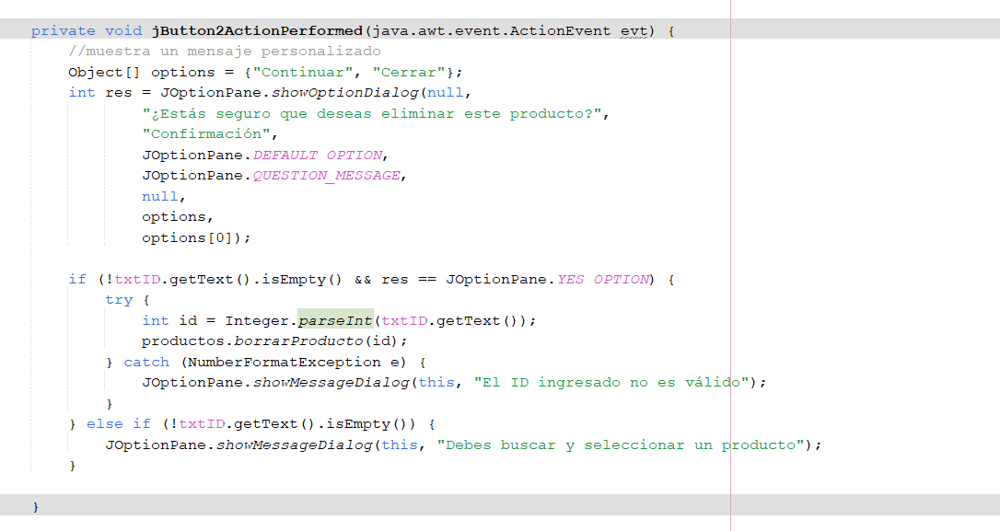 private void jButton2ActionPerformed(java.awt.event.ActionEvent evt) {
//muestra un mensaje personalizado
Object[] options = {"Continuar", "Cerrar"};
int res = JOptionPane.showOptionDialog(null,
"¿Estás seguro que deseas eliminar este producto?",
"Confirmación",
JOptionPane.DEFAULT_OPTION,
JOptionPane.QUESTION_MESSAGE,
null,
options,
options[0]);
if (!txtID.getText().isEmpty() && res == JOptionPane.YES_OPTION) {
try {
int id = Integer.parseInt(txtID.getText());
productos.borrarProducto(id);
} catch (NumberFormatException e) {
JOptionPane.showMessageDialog(this, "El ID ingresado no es válido");
}
} else if (!txtID.getText().isEmpty()) {
JOptionPane.showMessageDialog(this, "Debes buscar y seleccionar un producto");
}
}